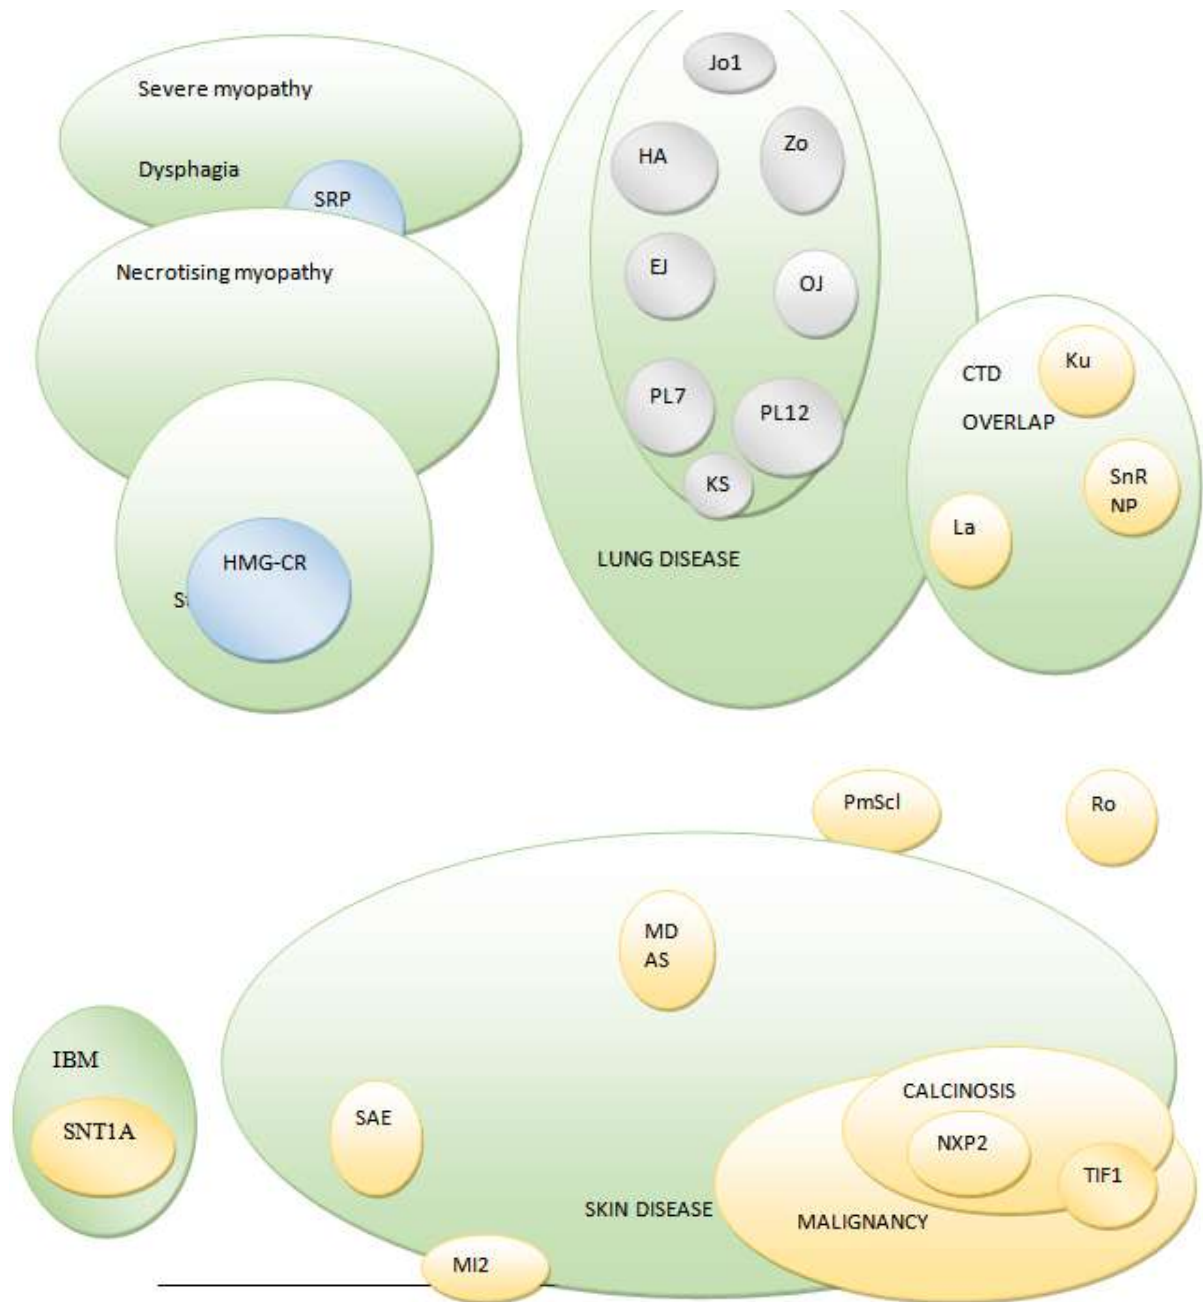 Severe myopathy
Dysphagia
SRP
Necrotising myopathy
HMG-CR
Jo1
HA
Zo
EJ
OJ
PL7
PL12
KS
LUNG DISEASE
CTD
OVERLAP
Ku
SnR
NP
La
PmScl
Ro
MD
AS
IBM
SNT1A
SAE
CALCINOSIS
NXP2
TIF1
SKIN DISEASE
MALIGNANCY
MI2